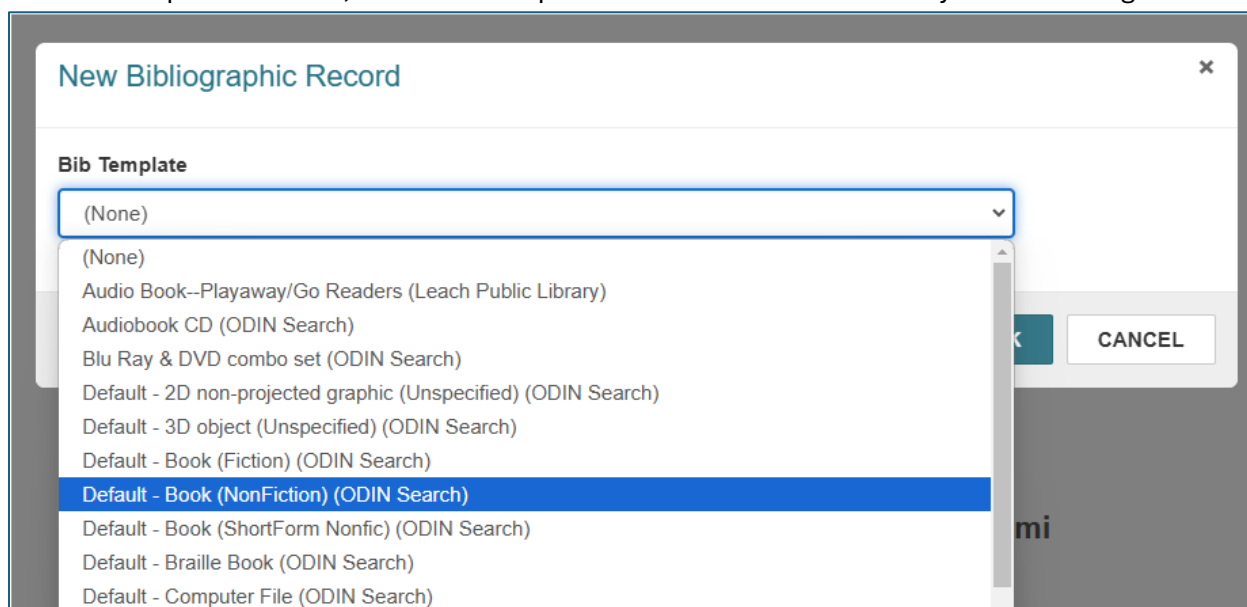 New Bibliographic Record
×
Bib Template
(None)
(None)
Audio Book--Playaway/Go Readers (Leach Public Library)
Audiobook CD (ODIN Search)
Blu Ray & DVD combo set (ODIN Search)
CANCEL
Default - 2D non-projected graphic (Unspecified) (ODIN Search)
Default - 3D object (Unspecified) (ODIN Search)
Default - Book (Fiction) (ODIN Search)
Default - Book (NonFiction) (ODIN Search)
Default - Book (ShortForm Nonfic) (ODIN Search)
mi
Default - Braille Book (ODIN Search)
Default - Computer File (ODIN Search)